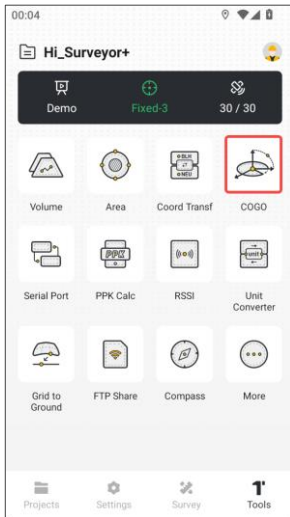 00:04
Hi_Surveyor+
Demo
Fixed-3
30 / 30
Volume
Area
Coord Transf
COGO
Serial Port
PPK Calc
RSSI
Unit
Converter
Grid to
Ground
FTP Share
Compass
More
Projects
Settings
Survey
Tools